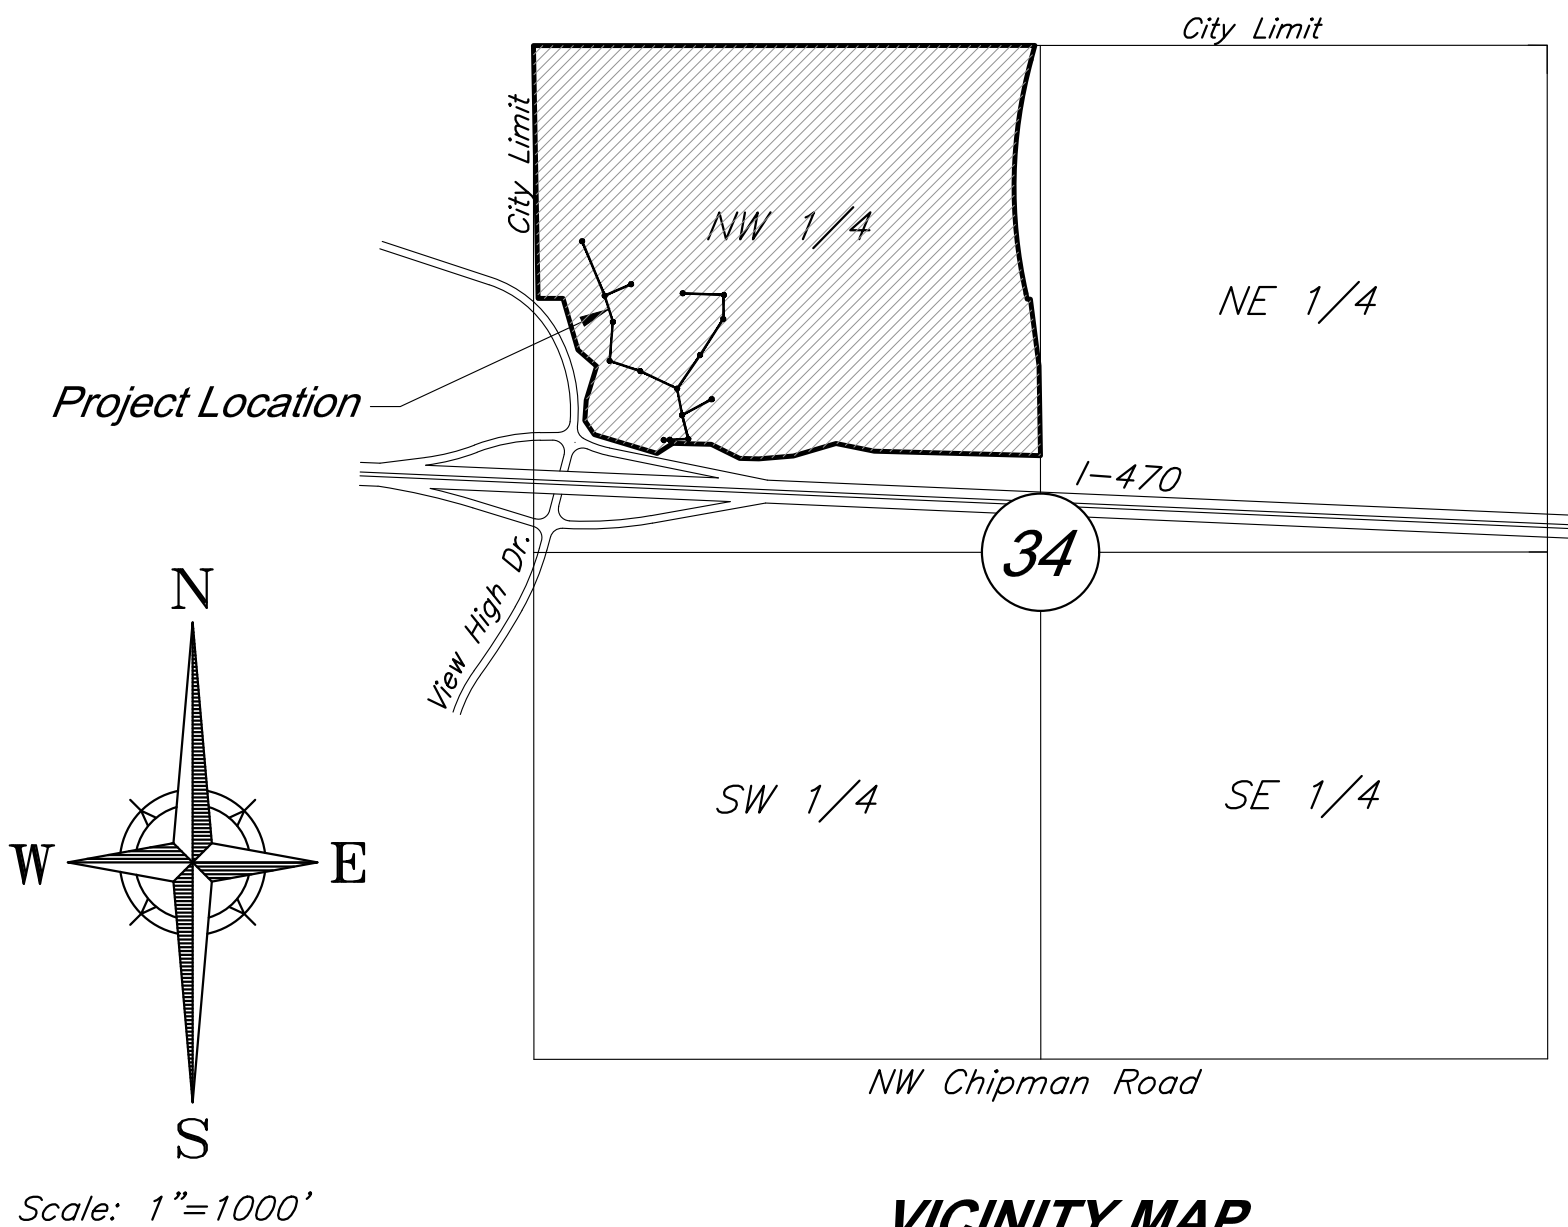 City Limit
City Limit
NW 1/4
NE 1/4
Project Location
I-470
34
View High Dr.
N
W
E
S
SW 1/4
SE 1/4
NW Chipman Road
Scale: 1"=1000'
VICINITY MAP